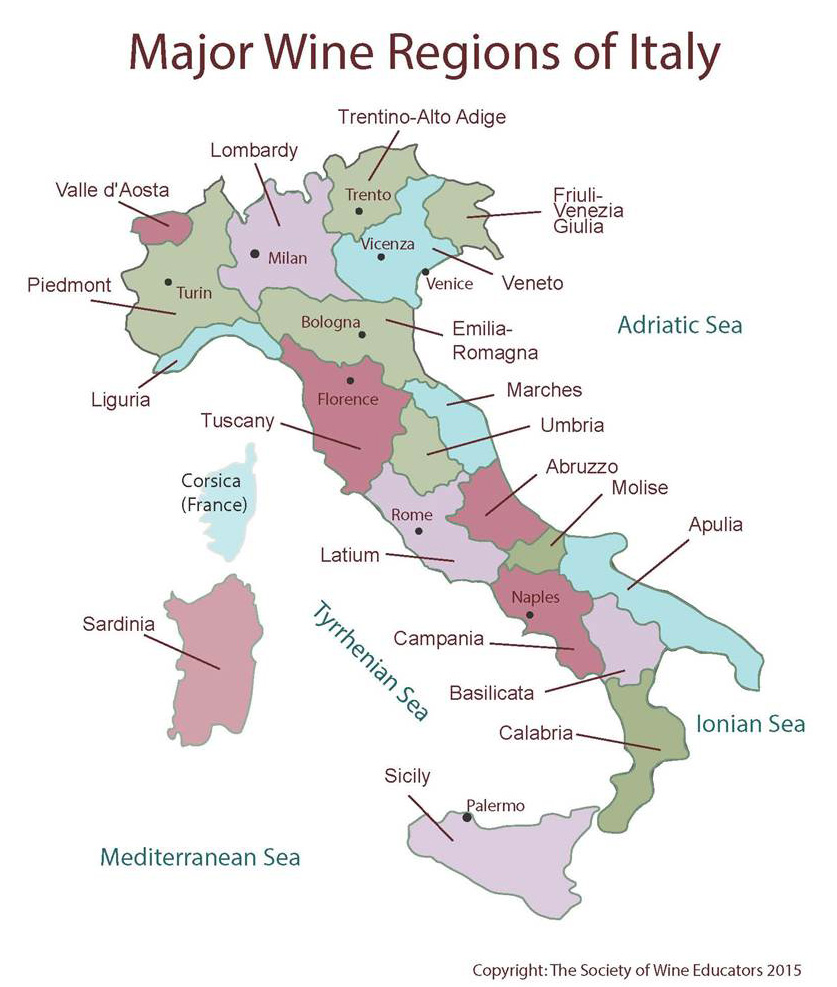 Major Wine Regions of Italy
Trentino-Alto Adige
Lombardy
Valle d'Aosta
Trento
Friuli-
Venezia
Giulia
Vicenza
Milan
Venice
Veneto
Piedmont
Turin
Bologna
Emilia-
Romagna
Adriatic Sea
Liguria
Florence
Marches
Tuscany
Umbria
Abruzzo
Molise
Corsica
(France)
Rome
Apulia
Latium
Naples
Sardinia
Tyrrhenian Sea
Campania
Basilicata
Calabria
Ionian Sea
Sicily
Palermo
Mediterranean Sea
Copyright: The Society of Wine Educators 2015